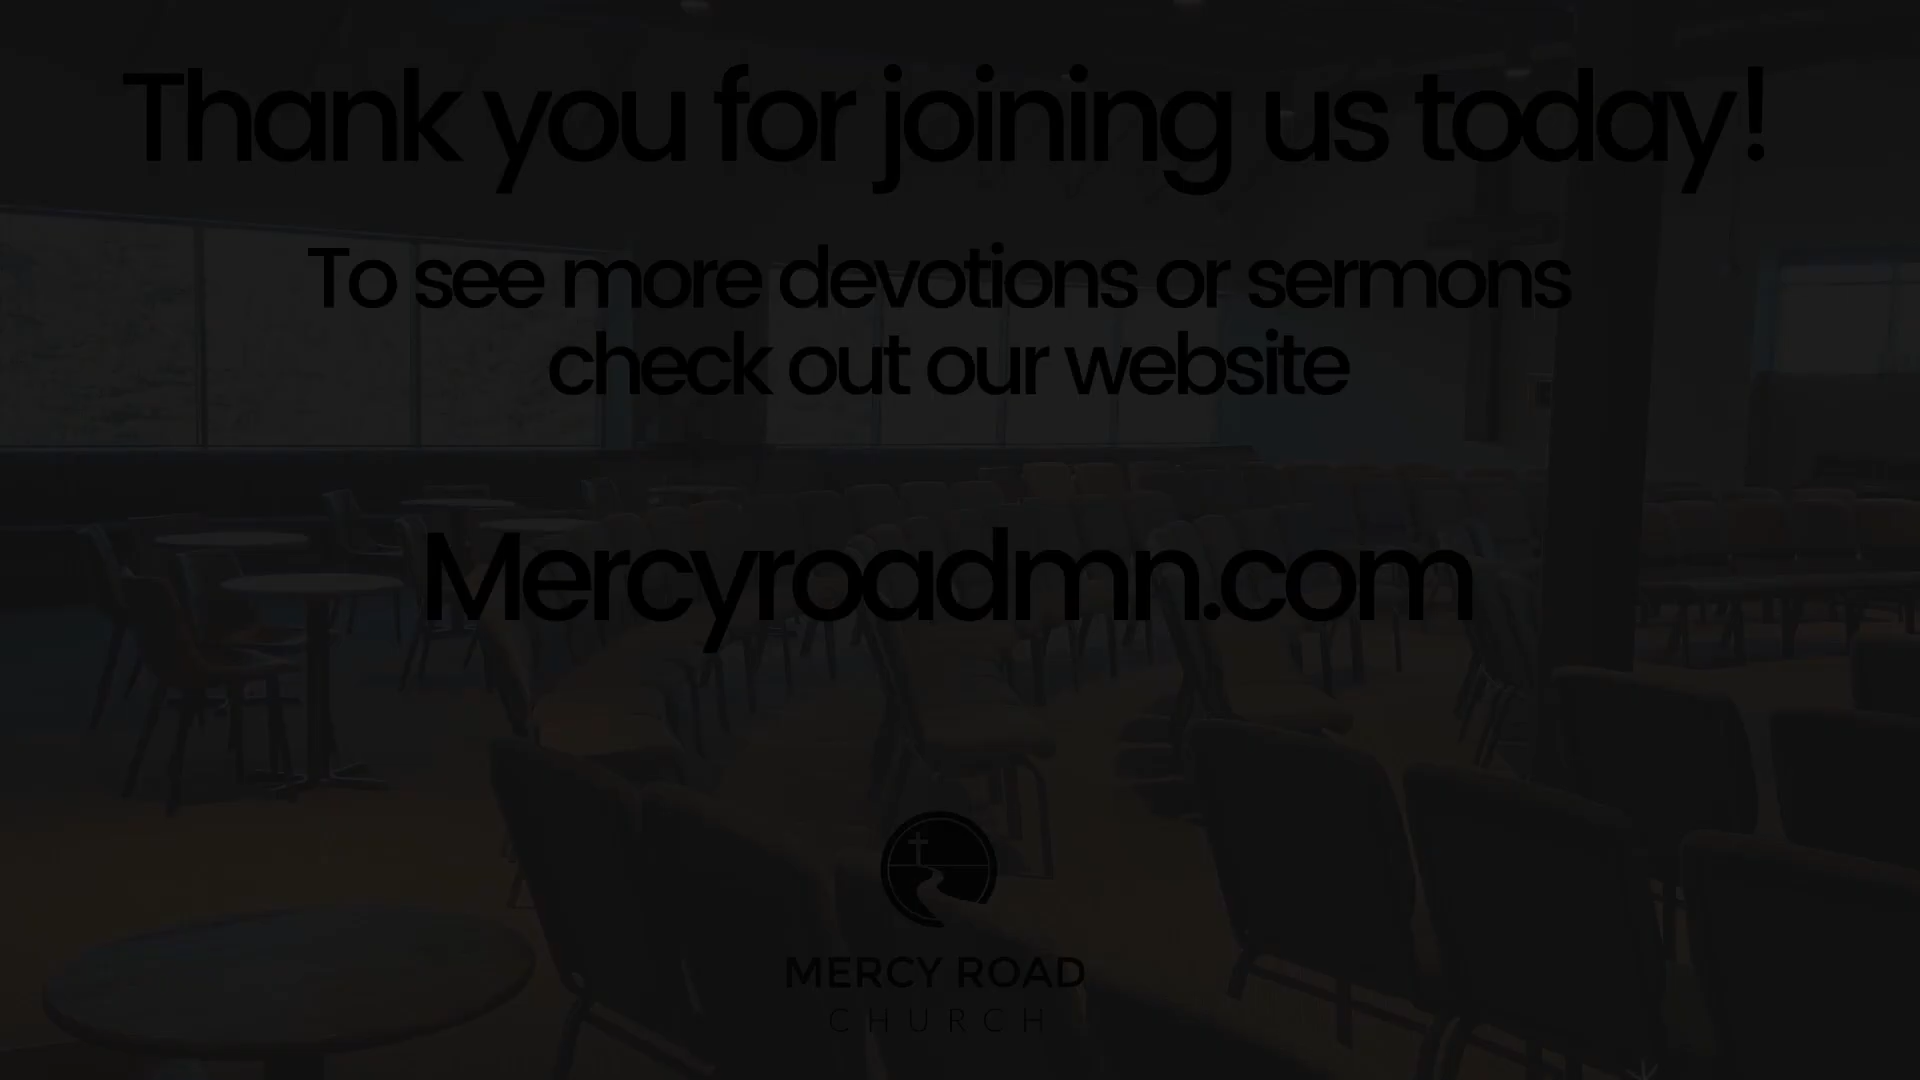 Thank you for joining us today!
To see more devotions or sermons
check out our website
Mercyroadmn.com
MERCY ROAD
CHURCH